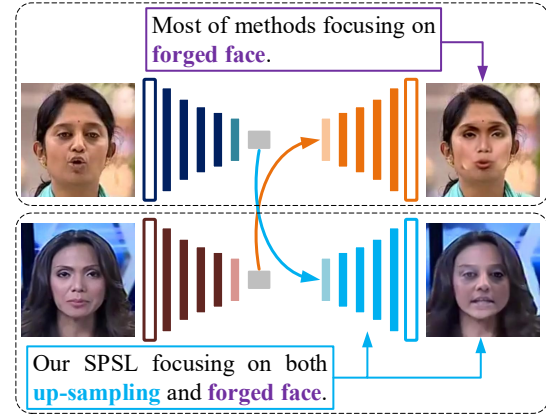 Most of methods focusing on
forged face.
Our SPSL focusing on both
up-sampling and forged face.